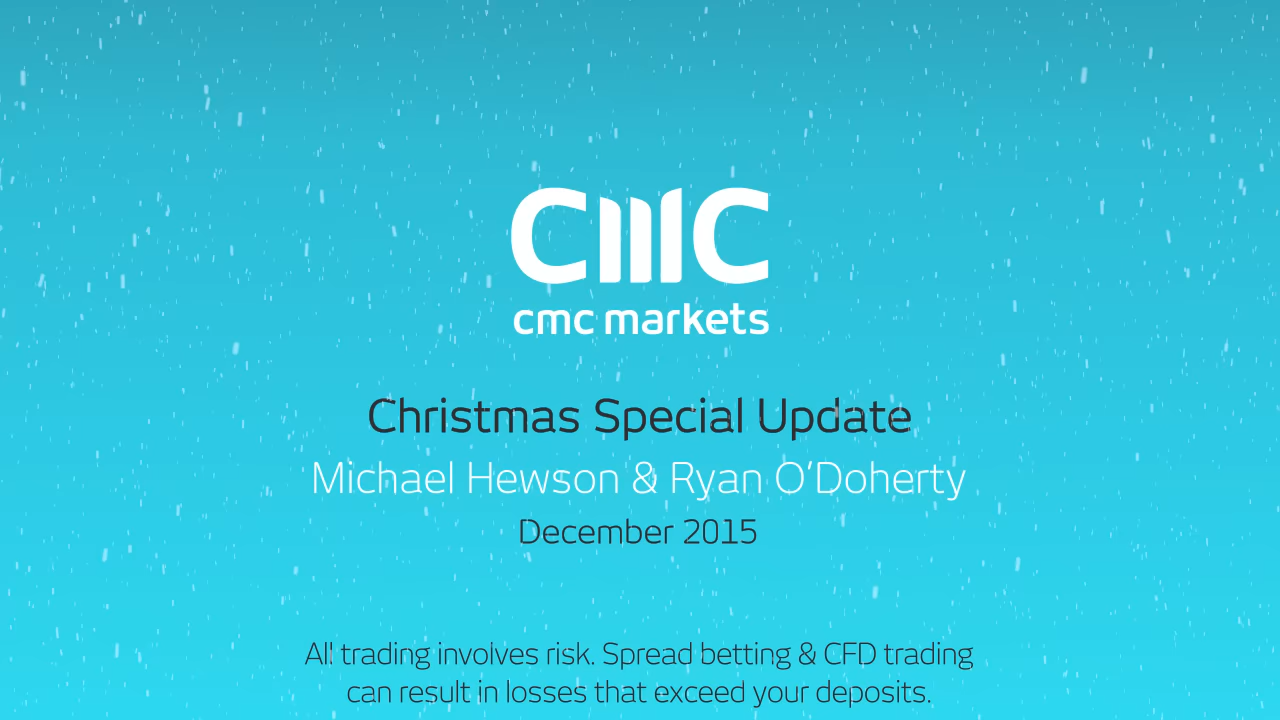 CMC
cmc markets
Christmas Special Update
Michael Hewson & Ryan O'Doherty
December 2015
All trading involves risk. Spread betting & CFD trading
can result in losses that exceed your deposits.